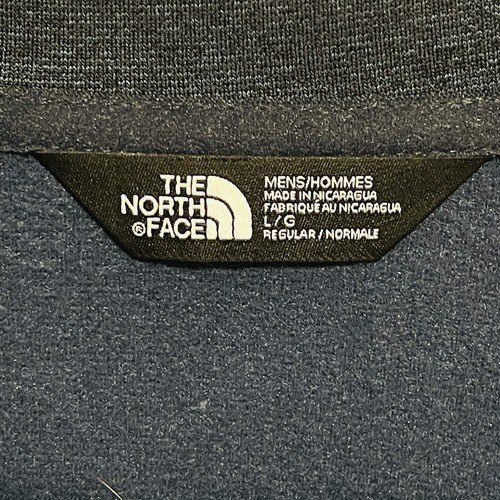 THE
NORTH
®FACE
MENS/HOMMES
MADE IN NICARAGUA
FABRIQUÉ AU NICARAGUA
L/G
REGULAR/NORMALE